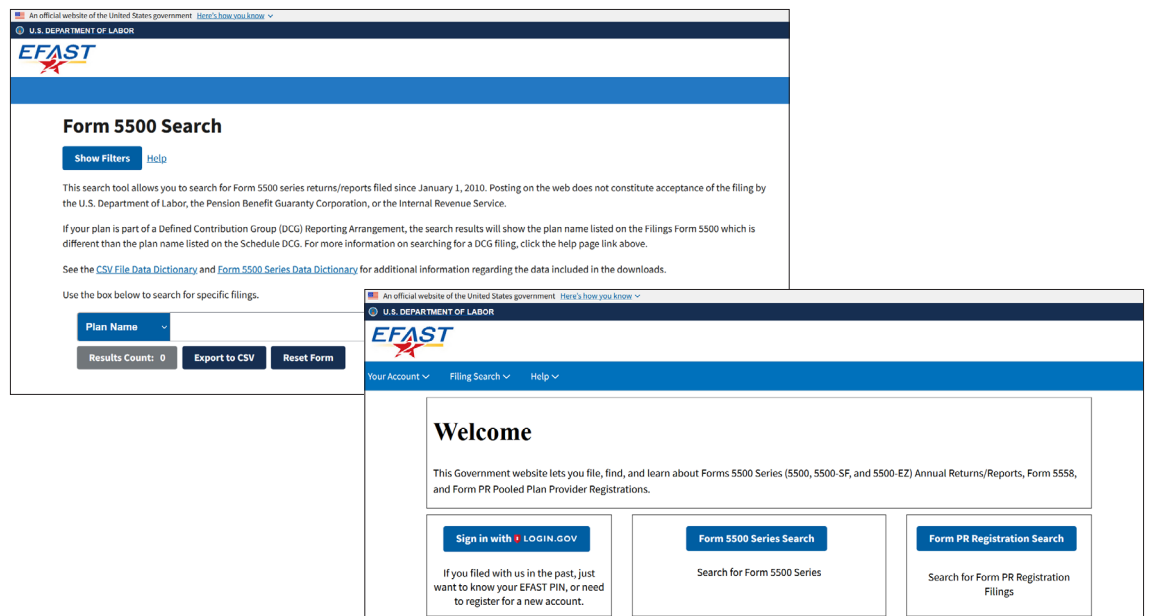 An official website of the United States government Here's how you know
U.S. DEPARTMENT OF LABOR
EFAST
2
Form 5500 Search
Show Filters Help
This search tool allows you to search for Form 5500 series returns/reports filed since January 1, 2010. Posting on the web does not constitute acceptance of the filing by
the U.S. Department of Labor, the Pension Benefit Guaranty Corporation, or the Internal Revenue Service.
If your plan is part of a Defined Contribution Group (DCG) Reporting Arrangement, the search results will show the plan name listed on the Filings Form 5500 which is
different than the plan name listed on the Schedule DCG. For more information on searching for a DCG filing, click the help page link above.
See the CSV File Data Dictionary and Form 5500 Series Data Dictionary for additional information regarding the data included in the downloads.
Use the box below to search for specific filings.
Plan Name
Results Count: 0 Export to CSV Reset Form
An official website of the United States government Here's how you know
U.S. DEPARTMENT OF LABOR
EFAST
2
Your Account Filing Search Help
Welcome
This Government website lets you file, find, and learn about Forms 5500 Series (5500, 5500-SF, and 5500-EZ) Annual Returns/Reports, Form 5558,
and Form PR Pooled Plan Provider Registrations.
Sign in with LOGIN.GOV
If you filed with us in the past, just
want to know your EFAST PIN, or need
to register for a new account.
Form 5500 Series Search
Search for Form 5500 Series
Form PR Registration Search
Search for Form PR Registration
Filings